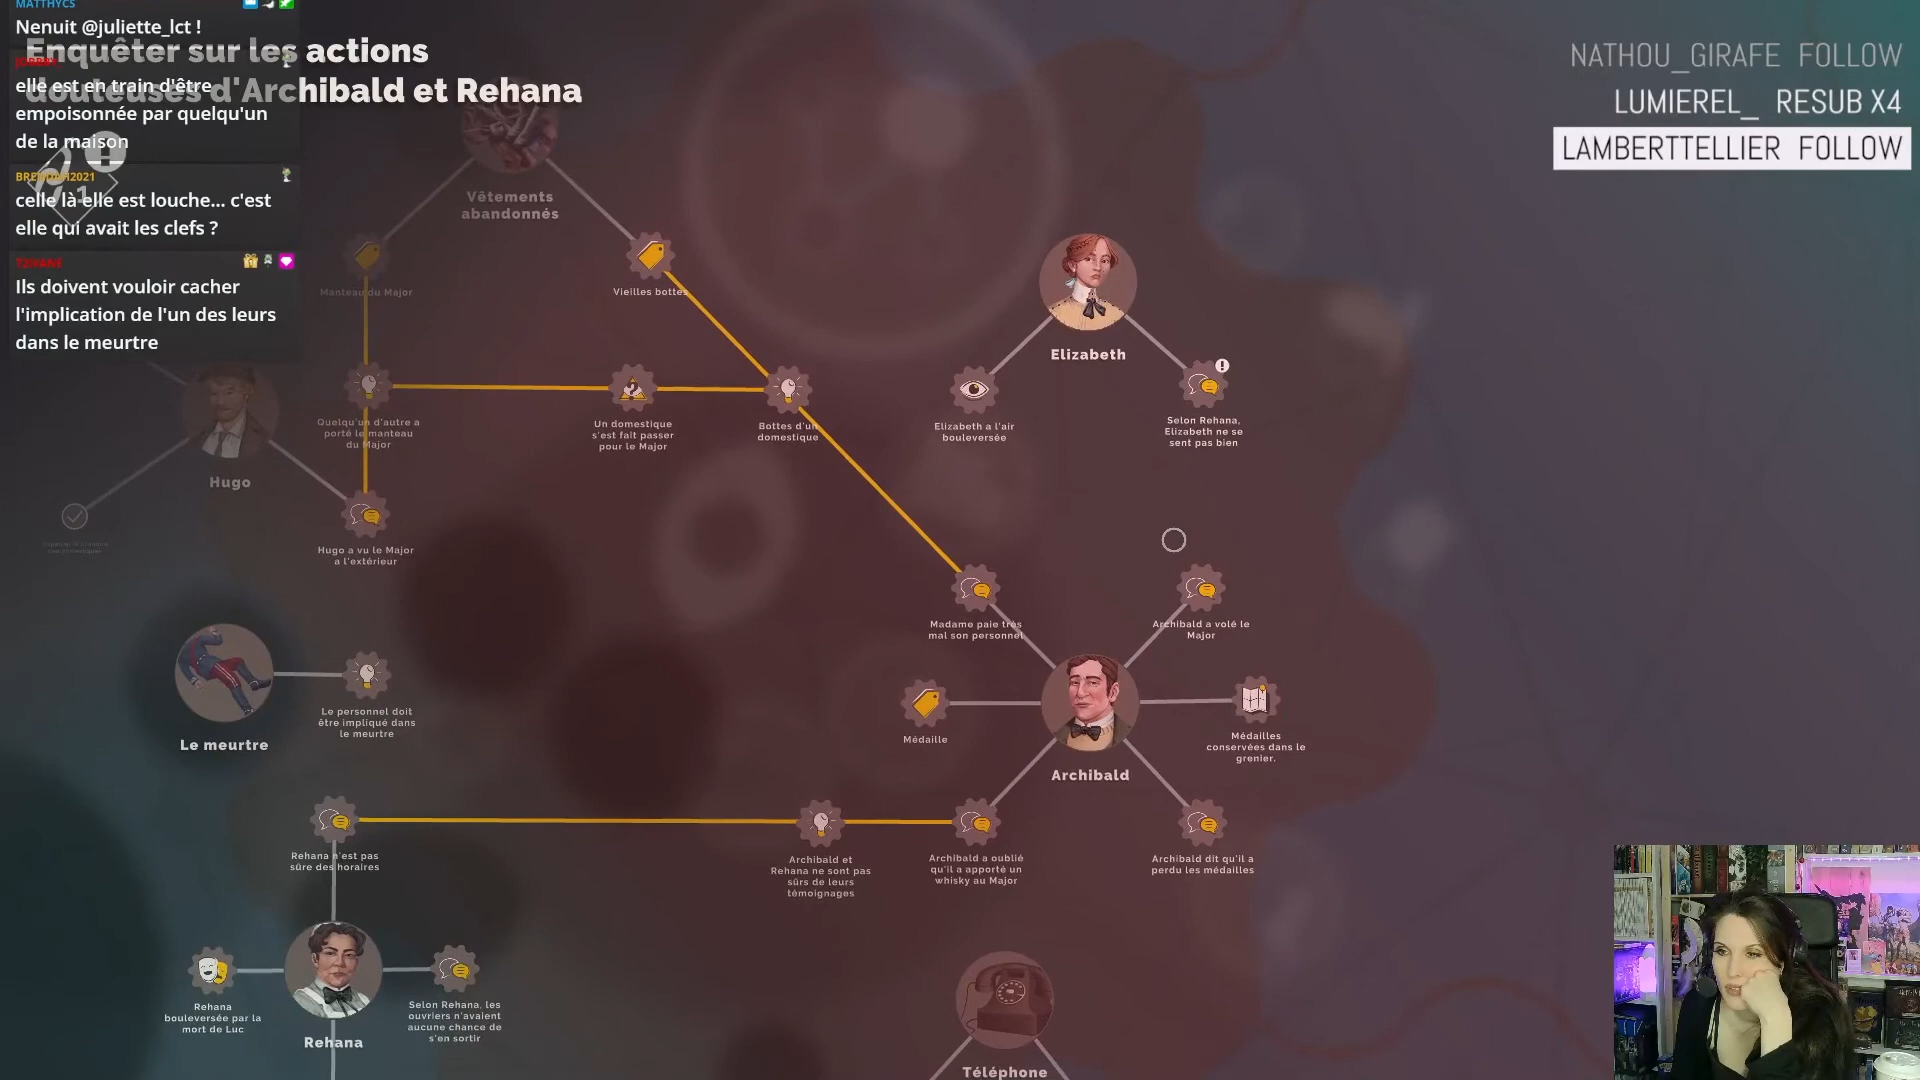 MATTHYCS
Nenuit @juliette_lct !
Enquêter sur les actions
douteuses d'Archibald et Rehana
elle est en train d'être
empoisonnée par quelqu'un
de la maison
1
celle là elle est louche... c'est
elle qui avait les clefs ?
Ils doivent vouloir cacher
l'implication de l'un des leurs
dans le meurtre
NATHOU_GIRAFE FOLLOW
LUMIEREL_ RESUB X4
LAMBERTTELLIER FOLLOW
Vêtements
abandonnés
Manteau du Major
Vieilles bottes
Elizabeth
Quelqu'un d'autre a
porté le manteau
du Major
Un domestique
s'est fait passer
pour le Major
Bottes d'un
domestique
Elizabeth a l'air
bouleversée
Selon Rehana,
Elizabeth ne se
sent pas bien
Hugo
Hugo a vu le Major
a l'extérieur
Madame paie très
mal son personnel
Archibald a volé le
Major
Le personnel doit
être impliqué dans
le meurtre
Le meurtre
Médaille
Médailles
conservées dans le
grenier.
Archibald
Rehana n'est pas
sûre des horaires
Archibald et
Rehana ne sont pas
sûrs de leurs
témoignages
Archibald a oublié
qu'il a apporté un
whisky au Major
Archibald dit qu'il a
perdu les médailles
Rehana
bouleversée par la
mort de Luc
Selon Rehana, les
ouvriers n'avaient
aucune chance de
s'en sortir
Rehana
Téléphone